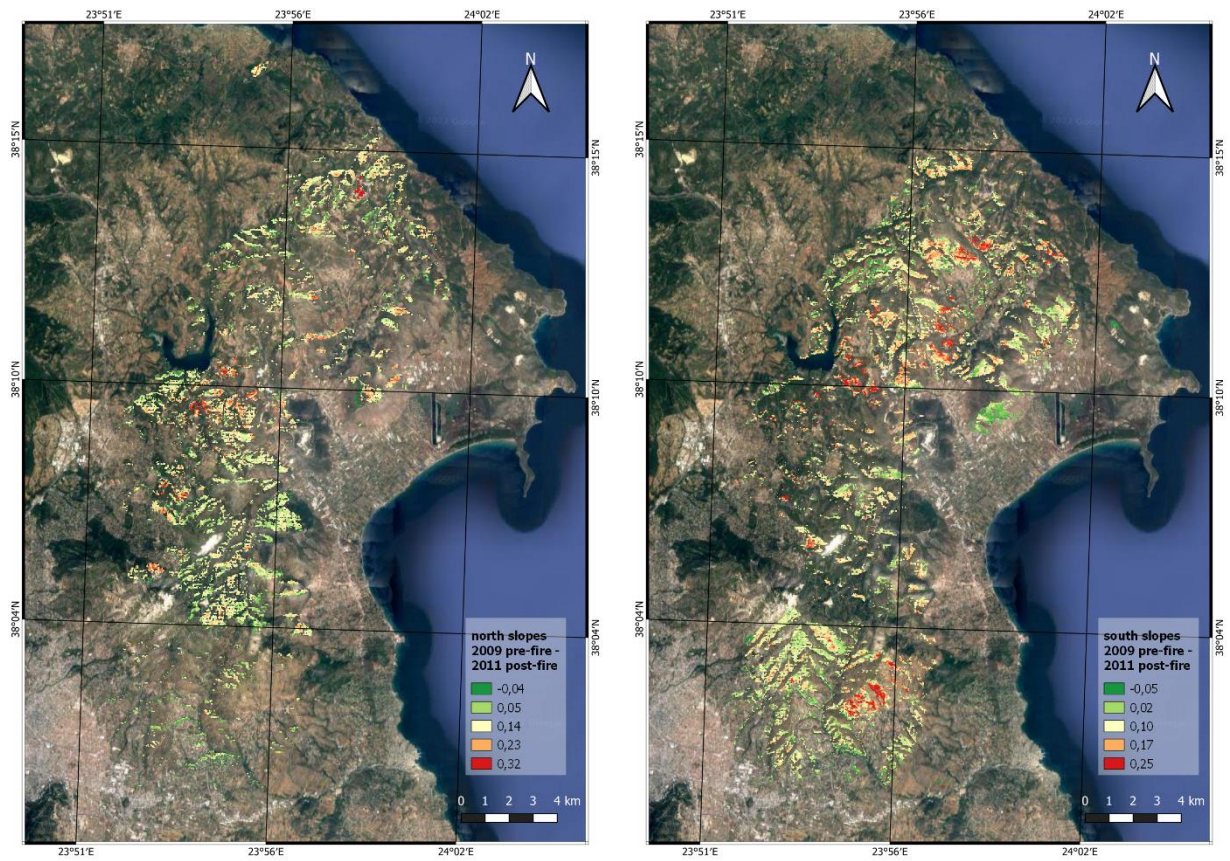 23°51'E 23°56'E 24°02'E
N
38°15'N 38°15'N
38°10'N 38°10'N
38°04'N 38°04'N
north slopes
2009 pre-fire -
2011 post-fire
-0,04
0,05
0,14
0,23
0,32
0 1 2 3 4 km
23°51'E 23°56'E 24°02'E
23°51'E 23°56'E 24°02'E
N
38°15'N 38°15'N
38°10'N 38°10'N
38°04'N 38°04'N
south slopes
2009 pre-fire -
2011 post-fire
-0,05
0,02
0,10
0,17
0,25
0 1 2 3 4 km
23°51'E 23°56'E 24°02'E